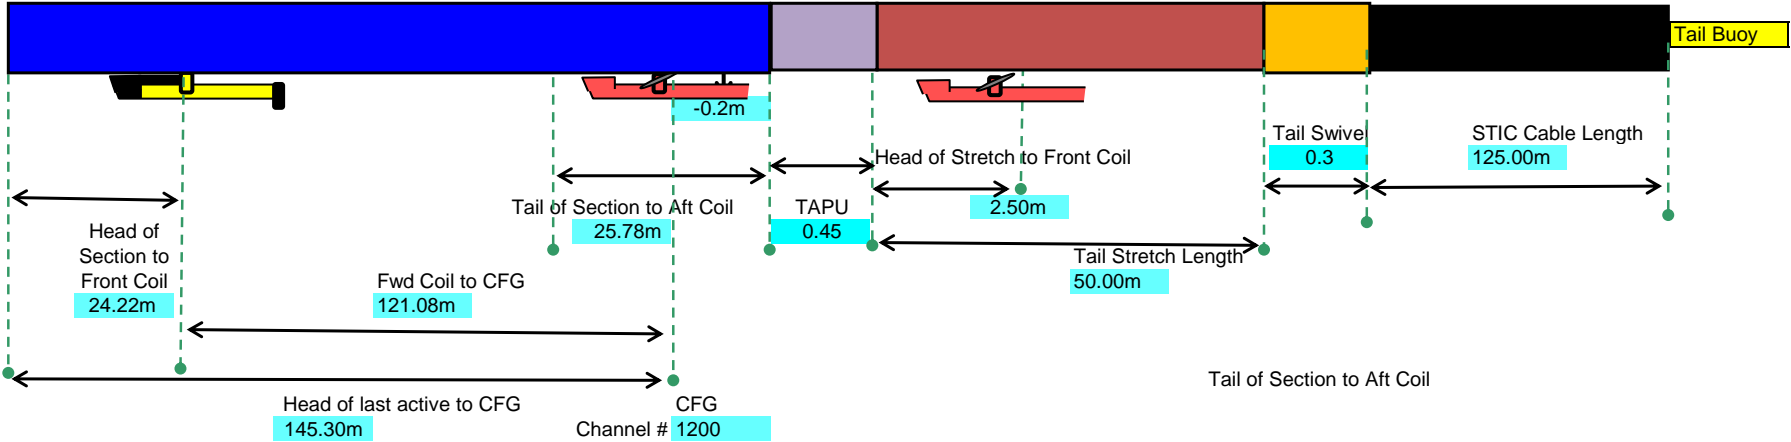 Tail Buoy
-0.2m
Tail Swivel
0.3
STIC Cable Length
125.00m
Head of Stretch to Front Coil
2.50m
Tail of Section to Aft Coil
25.78m
TAPU
0.45
Head of
Section to
Front Coil
24.22m
Tail Stretch Length
50.00m
Fwd Coil to CFG
121.08m
Tail of Section to Aft Coil
Head of last active to CFG
145.30m
CFG
Channel # 1200